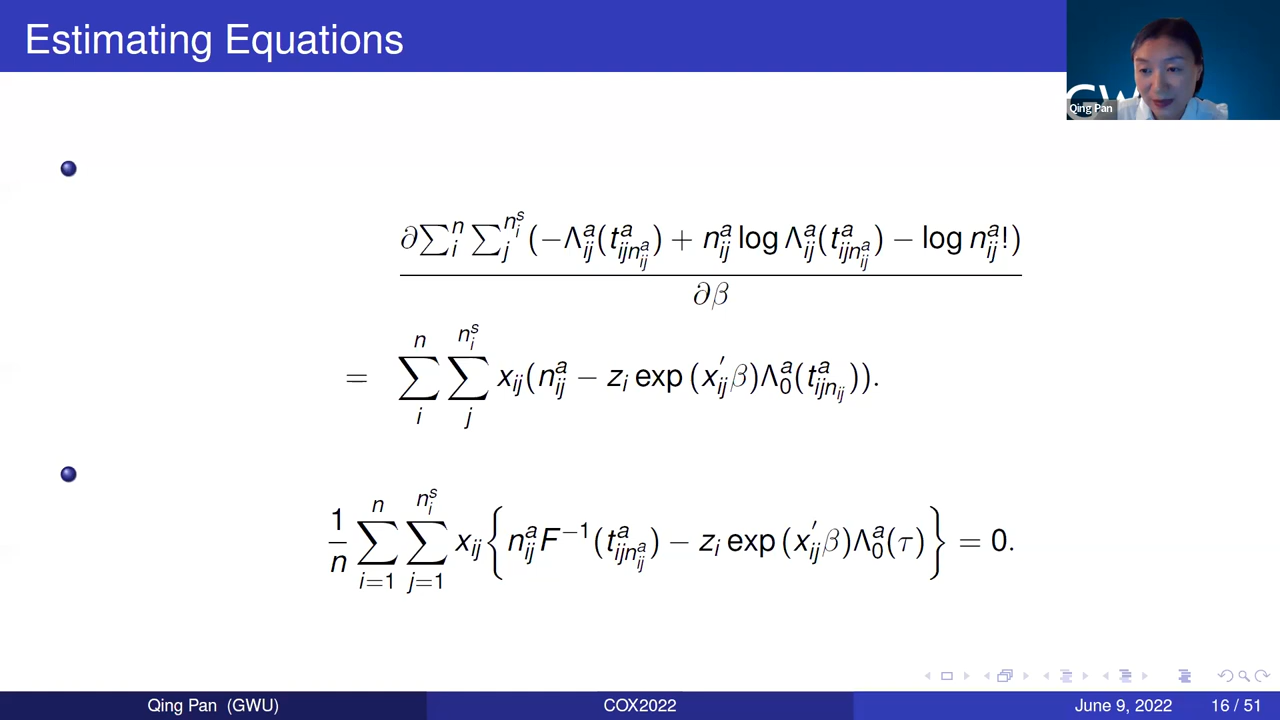 Estimating Equations
GW
Qing Pan
∂∑_i^n ∑_j^{n_i^s} (−Λ_{ij}^a(t_{ijn_{ij}^a}^a) + n_{ij}^a log Λ_{ij}^a(t_{ijn_{ij}^a}^a) − log n_{ij}^a!)
∂β
= ∑_i^n ∑_j^{n_i^s} x_{ij}(n_{ij}^a − z_i exp (x_{ij}^′β)Λ_0^a(t_{ijn_{ij}}^a)).
1/n ∑_{i=1}^n ∑_{j=1}^{n_i^s} x_{ij}{n_{ij}^a F^{−1}(t_{ijn_{ij}^a}^a) − z_i exp (x_{ij}^′β)Λ_0^a(τ)} = 0.
Qing Pan (GWU) COX2022 June 9, 2022 16 / 51